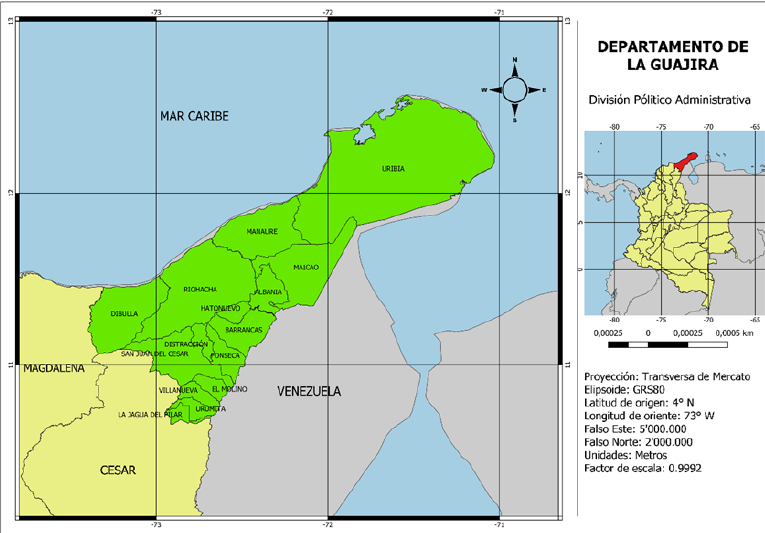 -73
-72
-71
13
13
DEPARTAMENTO DE
LA GUAJIRA
División Pólitico Administrativa
MAR CARIBE
N
W
E
S
-80
-75
-70
-65
10
5
0
-80
-75
-70
-65
0,00025
0
0,00025
0,0005 km
URIBIA
12
12
MANAURE
MAICAO
RIOHACHA
ALBANIA
HATONUEVO
DIBULLA
BARRANCAS
DISTRACCIÓN
SAN JUAN DEL CESAR
FONSECA
11
11
MAGDALENA
VILLANUEVA
EL MOLINO
VENEZUELA
URUMITA
LA JAGUA DEL PILAR
CESAR
-73
-72
-71
Proyección: Transversa de Mercato
Elipsoide: GRS80
Latitud de origen: 4° N
Longitud de oriente: 73° W
Falso Este: 5'000.000
Falso Norte: 2'000.000
Unidades: Metros
Factor de escala: 0.9992